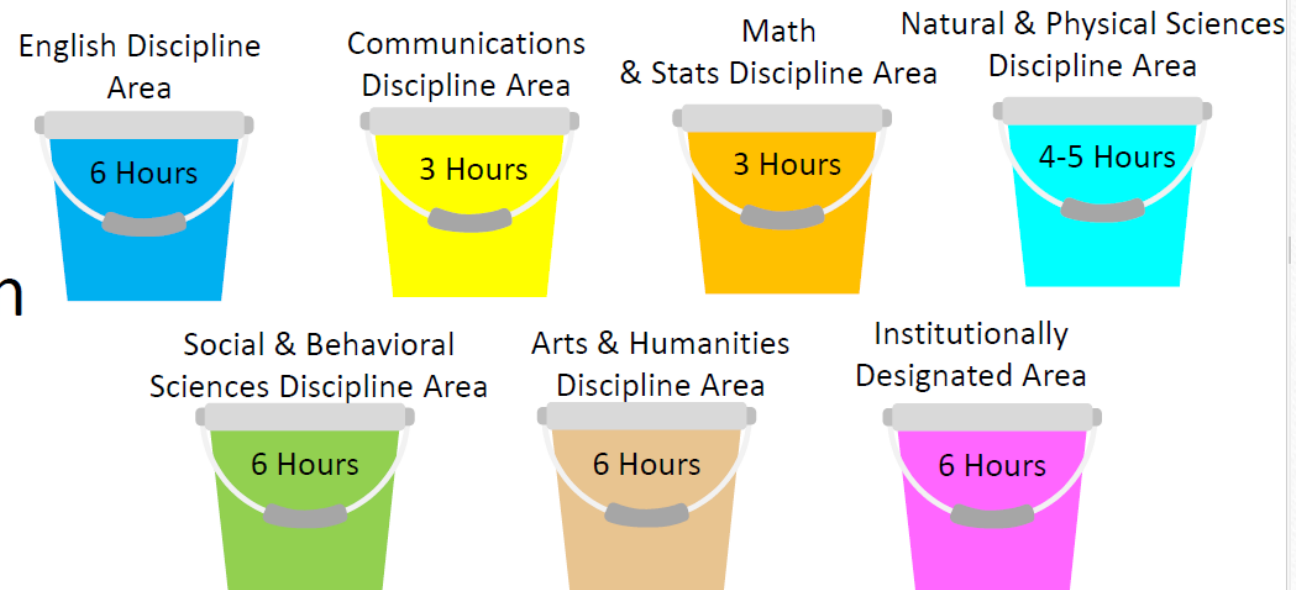 English Discipline
Area
6 Hours
Communications
Discipline Area
3 Hours
Math
& Stats Discipline Area
3 Hours
Natural & Physical Sciences
Discipline Area
4-5 Hours
Social & Behavioral
Sciences Discipline Area
6 Hours
Arts & Humanities
Discipline Area
6 Hours
Institutionally
Designated Area
6 Hours